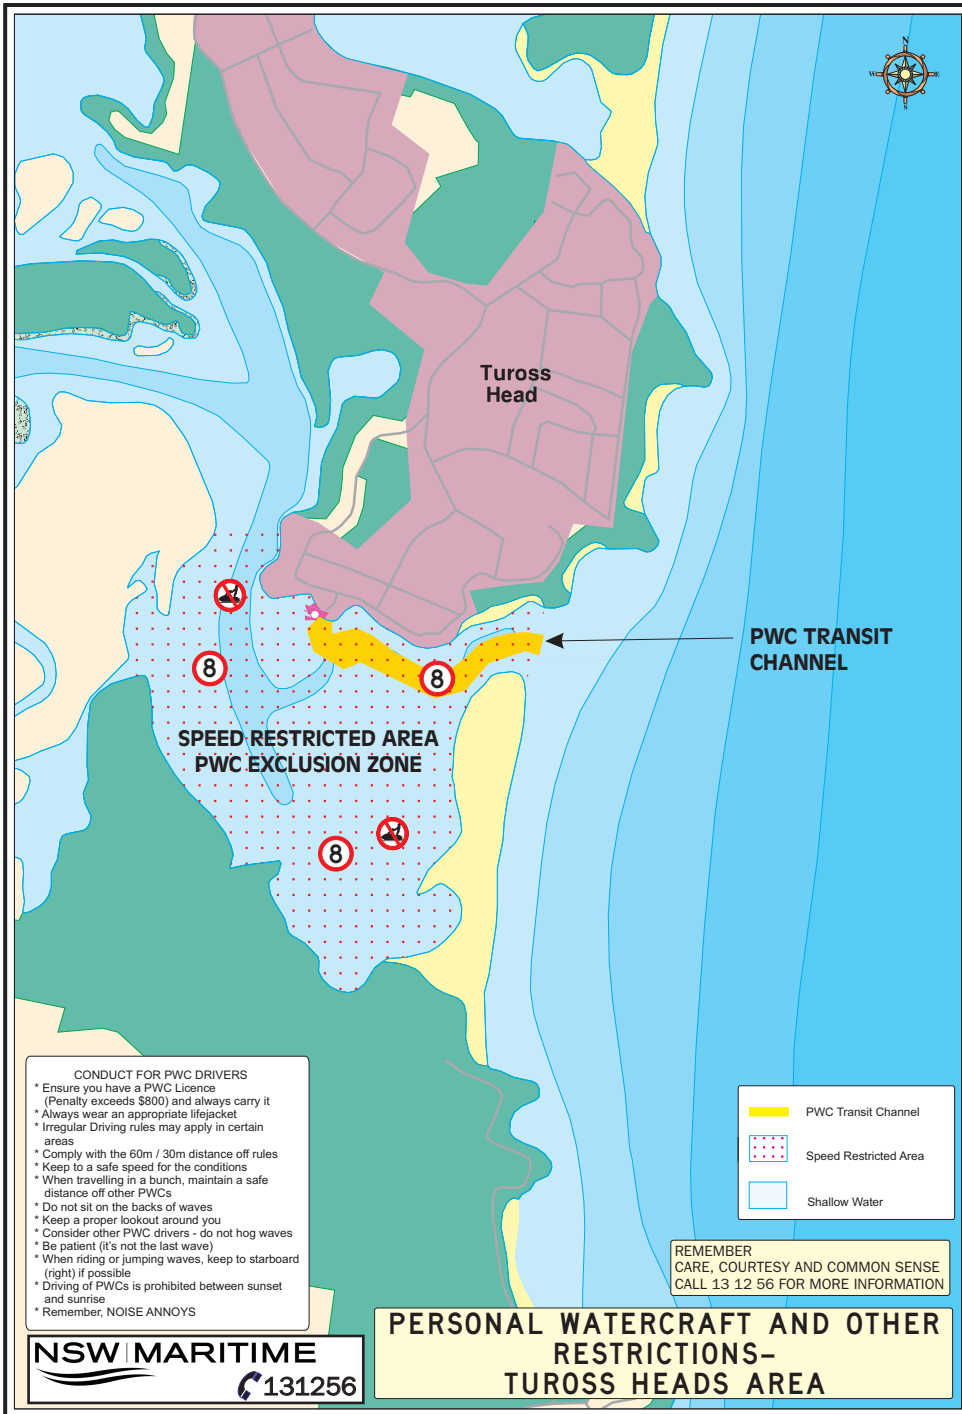 N
W
E
S
Tuross
Head
PWC TRANSIT
CHANNEL
8
8
SPEED RESTRICTED AREA
PWC EXCLUSION ZONE
8
CONDUCT FOR PWC DRIVERS
* Ensure you have a PWC Licence
(Penalty exceeds $800) and always carry it
* Always wear an appropriate lifejacket
* Irregular Driving rules may apply in certain
areas
* Comply with the 60m / 30m distance off rules
* Keep to a safe speed for the conditions
* When travelling in a bunch, maintain a safe
distance off other PWCs
* Do not sit on the backs of waves
* Keep a proper lookout around you
* Consider other PWC drivers - do not hog waves
* Be patient (it's not the last wave)
* When riding or jumping waves, keep to starboard
(right) if possible
* Driving of PWCs is prohibited between sunset
and sunrise
* Remember, NOISE ANNOYS
PWC Transit Channel
Speed Restricted Area
Shallow Water
REMEMBER
CARE, COURTESY AND COMMON SENSE
CALL 13 12 56 FOR MORE INFORMATION
NSW | MARITIME
131256
PERSONAL WATERCRAFT AND OTHER
RESTRICTIONS–
TUROSS HEADS AREA